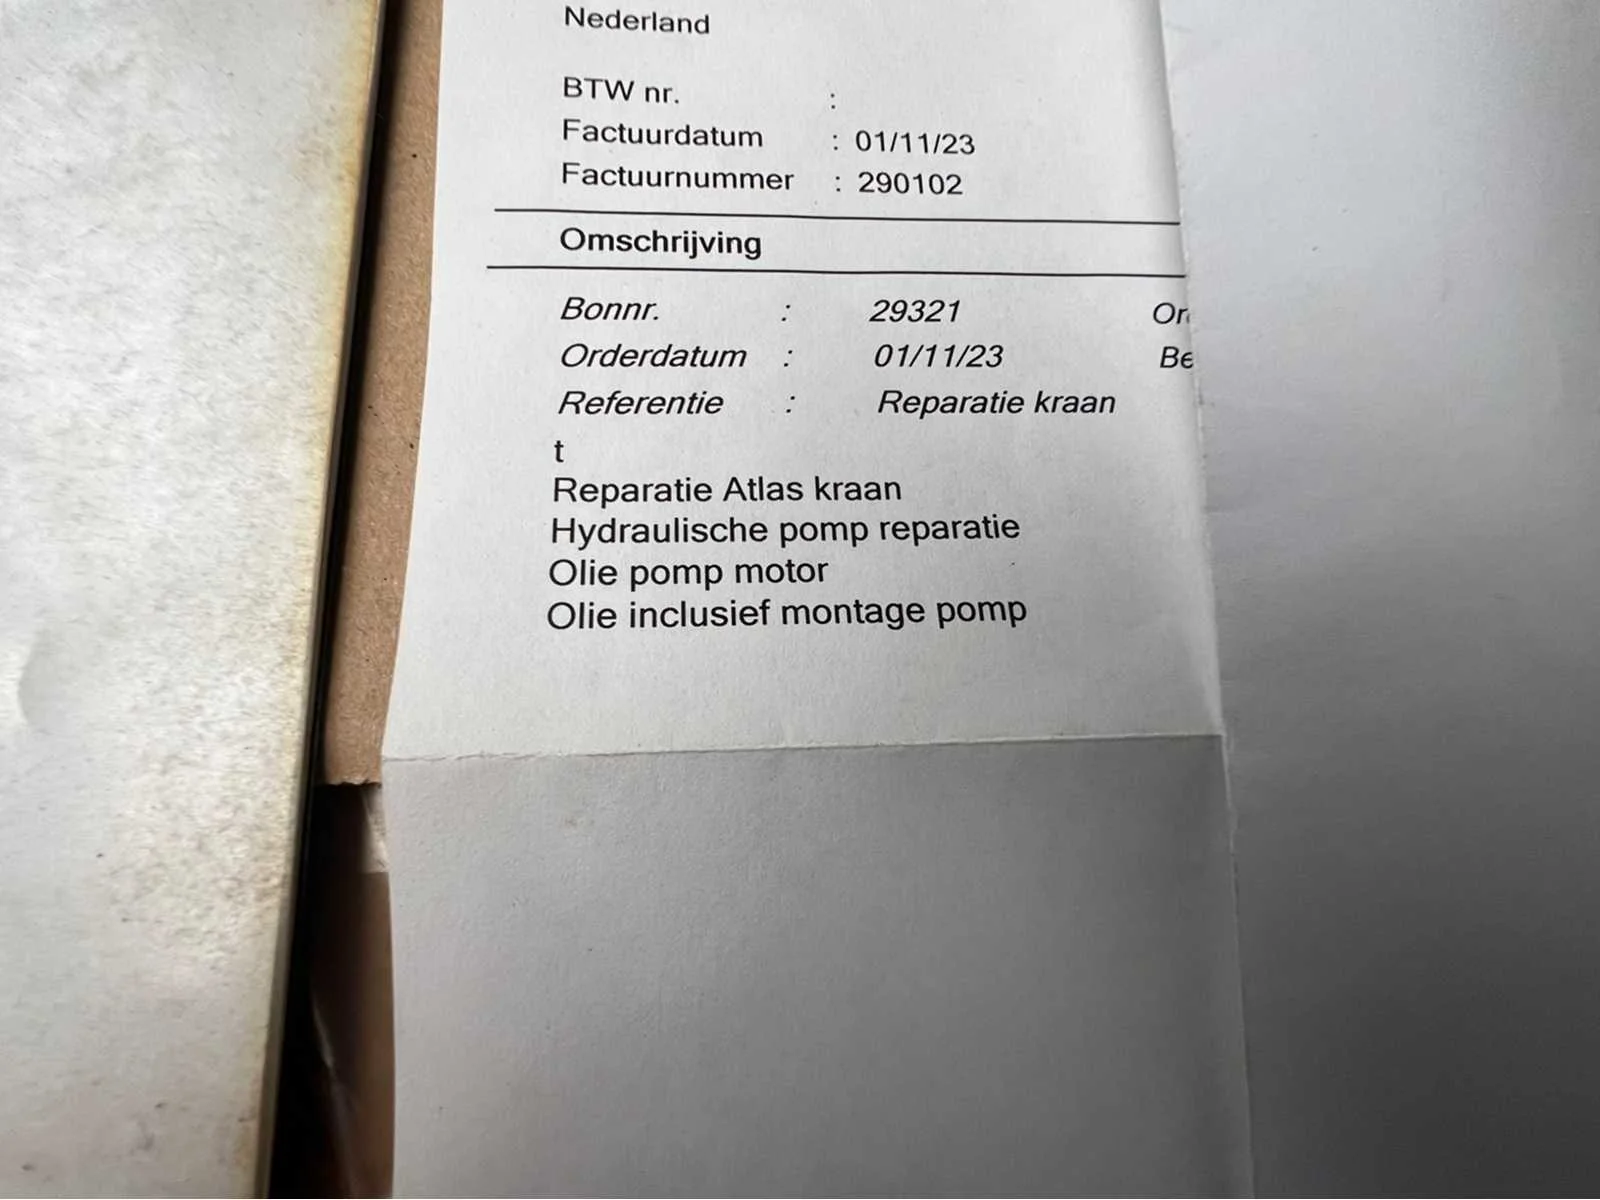 Nederland
BTW nr. :
Factuurdatum : 01/11/23
Factuurnummer : 290102
Omschrijving
Bonnr. : 29321
Orderdatum : 01/11/23
Referentie : Reparatie kraan
t
Reparatie Atlas kraan
Hydraulische pomp reparatie
Olie pomp motor
Olie inclusief montage pomp